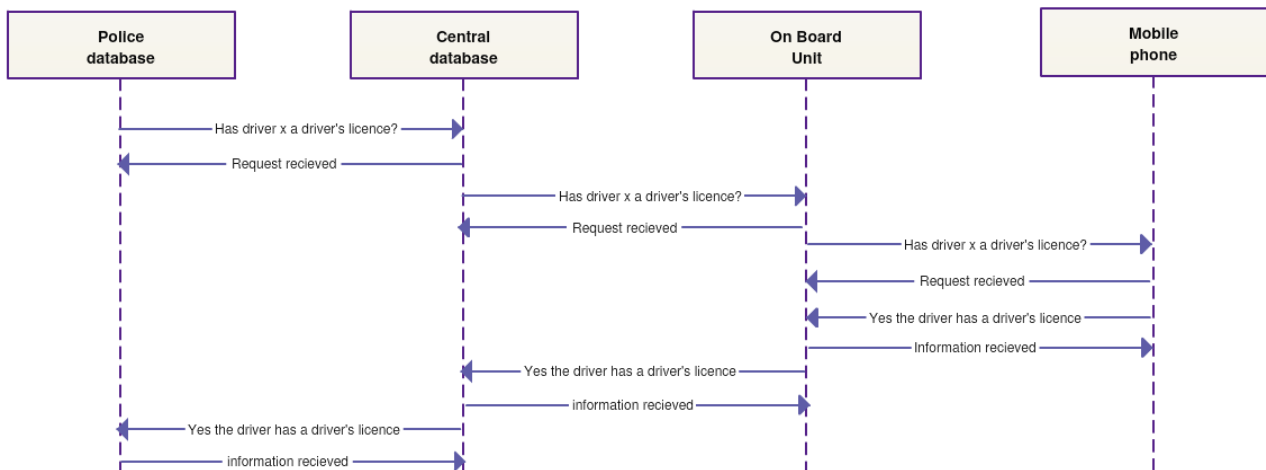 Police
database
Central
database
On Board
Unit
Mobile
phone
Has driver x a driver's licence?
Request recieved
Has driver x a driver's licence?
Request recieved
Has driver x a driver's licence?
Request recieved
Yes the driver has a driver's licence
Information recieved
Yes the driver has a driver's licence
information recieved
Yes the driver has a driver's licence
information recieved